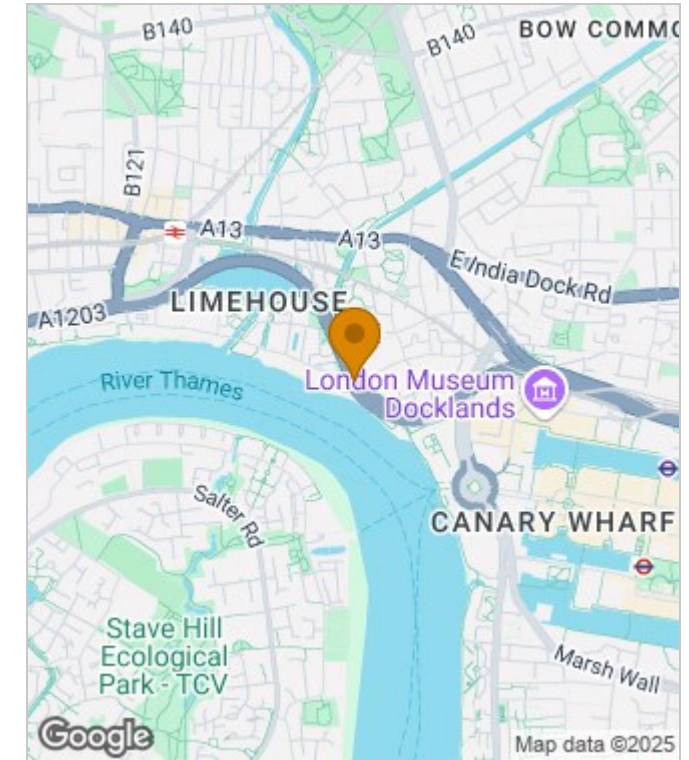 B140
B140
BOW COMMO
B121
A13
A13
E India Dock Rd
LIMEHOUSE
A1203
River Thames
London Museum
Docklands
Salter Rd
CANARY WHARF
Stave Hill
Ecological
Park - TCV
Marsh Wall
Google
Map data ©2025